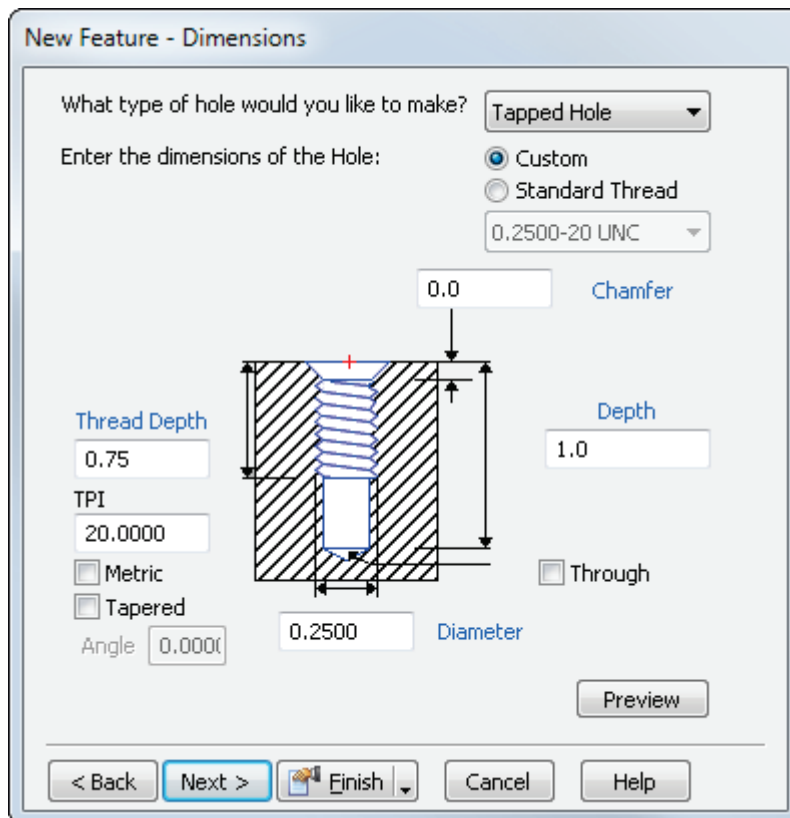 New Feature - Dimensions
What type of hole would you like to make? Tapped Hole
Enter the dimensions of the Hole: Custom
Standard Thread
0.2500-20 UNC
0.0 Chamfer
Thread Depth
0.75
Depth
1.0
TPI
20.0000
Metric
Through
Tapered
Angle 0.000(
0.2500 Diameter
Preview
< Back Next > Finish Cancel Help